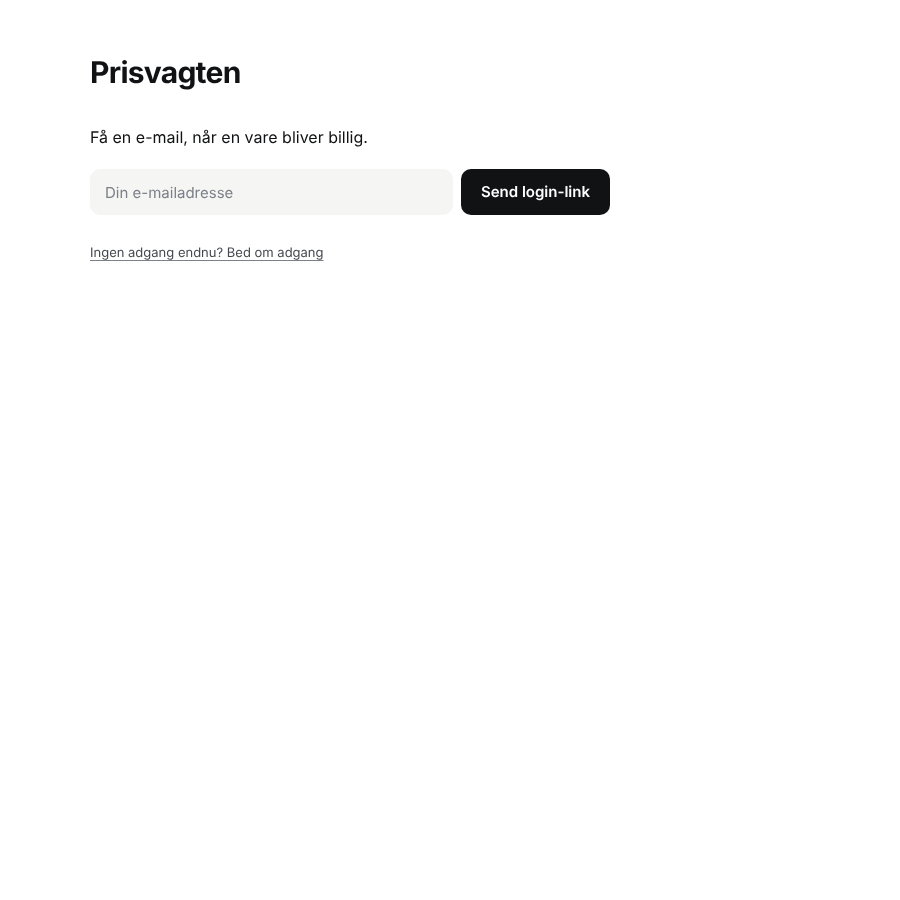 Prisvagten
Få en e-mail, når en vare bliver billig.
Din e-mailadresse
Send login-link
Ingen adgang endnu? Bed om adgang